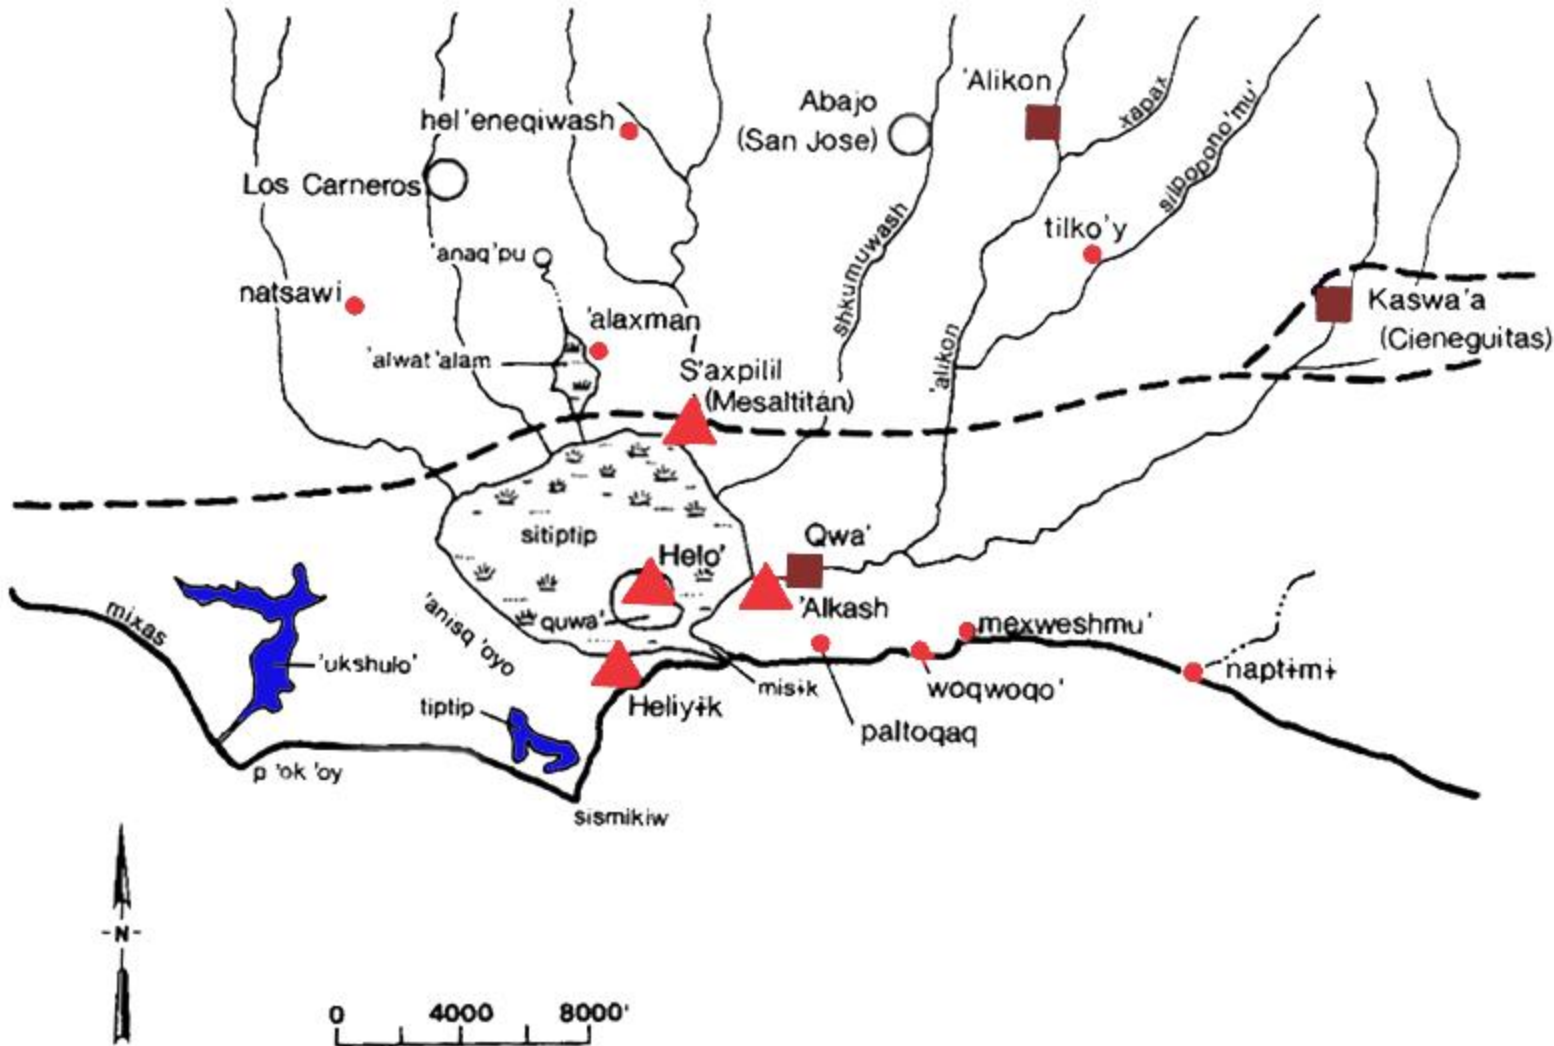 'Alikon
Abajo
(San Jose)
xapax
hel'eneqiwash
silpopono'mu'
Los Carneros
shkumuwash
tilko'y
'anaq'pu
natsawi
Kaswa'a
(Cieneguitas)
'alaxman
'alwat'alam
'alikon
S'axpilil
(Mesaltitán)
sitiptip
Qwa'
Helo'
'Alkash
mixas
'anisq'oyo
quwa'
mexweshmu'
'ukshulo'
naptɨmɨ
misɨk
woqwoqo'
tiptip
Heliyɨk
paltoqaq
p'ok'oy
sismikiw
-N-
0 4000 8000'